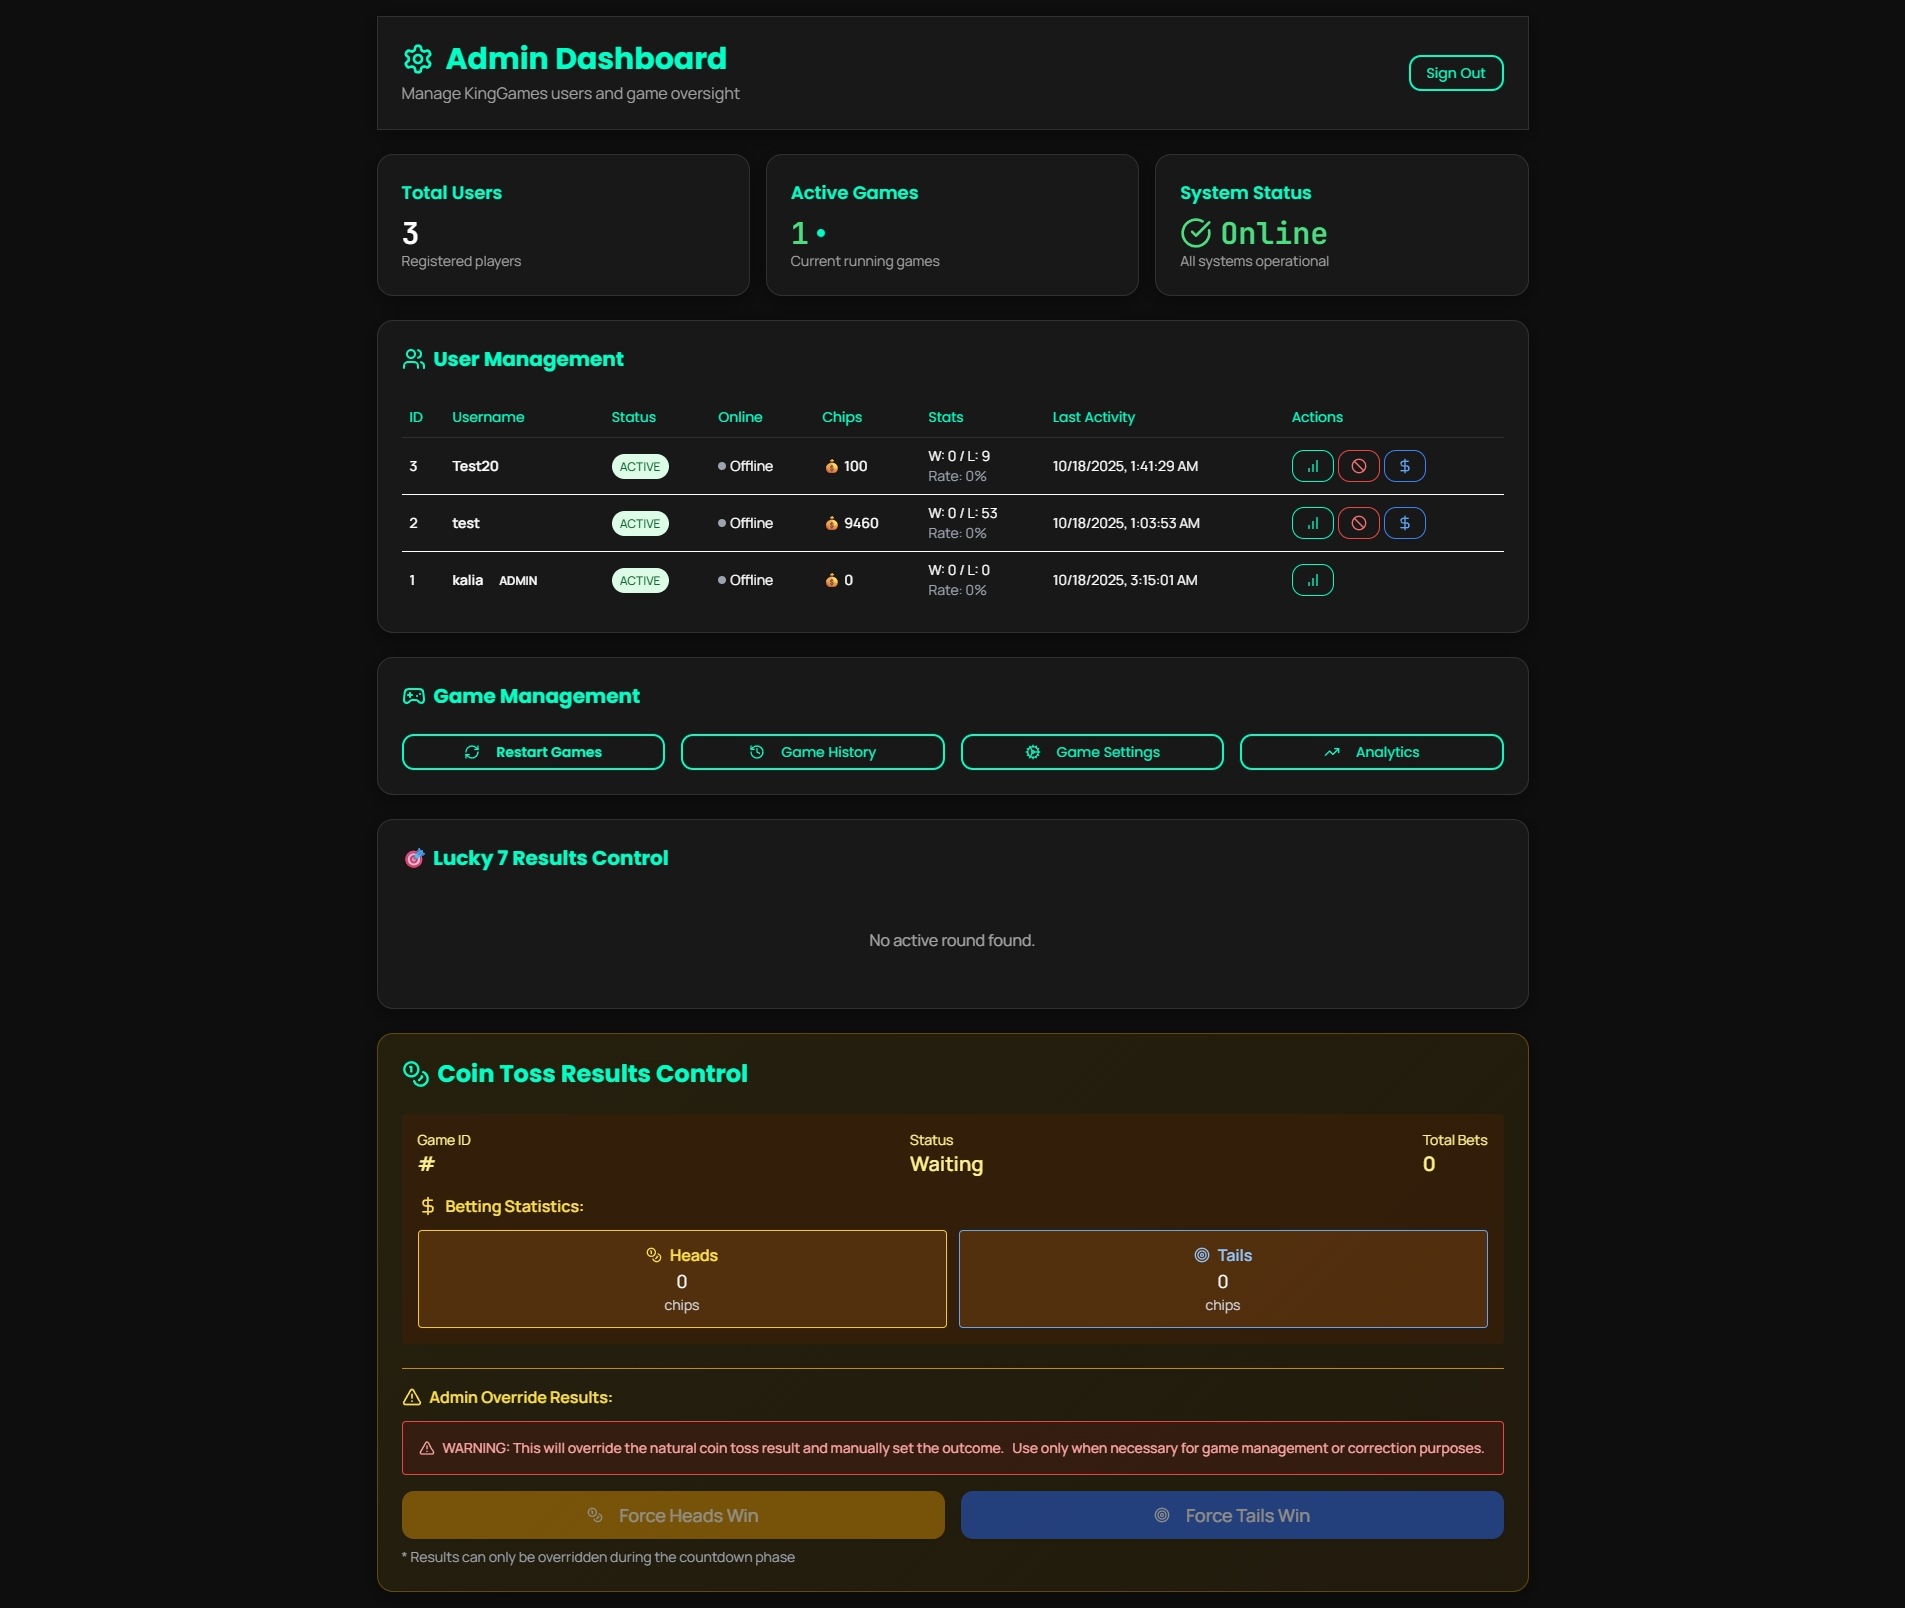 Admin Dashboard
Manage KingGames users and game oversight
Sign Out
Total Users
3
Registered players
Active Games
1
Current running games
System Status
Online
All systems operational
User Management
ID Username Status Online Chips Stats Last Activity Actions
3 Test20 ACTIVE Offline 100 W: 0 / L: 9 10/18/2025, 1:41:29 AM
Rate: 0%
2 test ACTIVE Offline 9460 W: 0 / L: 53 10/18/2025, 1:03:53 AM
Rate: 0%
1 kalia ADMIN ACTIVE Offline 0 W: 0 / L: 0 10/18/2025, 3:15:01 AM
Rate: 0%
Game Management
Restart Games Game History Game Settings Analytics
Lucky 7 Results Control
No active round found.
Coin Toss Results Control
Game ID Status Total Bets
# Waiting 0
Betting Statistics:
Heads
0
chips
Tails
0
chips
Admin Override Results:
WARNING: This will override the natural coin toss result and manually set the outcome. Use only when necessary for game management or correction purposes.
Force Heads Win Force Tails Win
* Results can only be overridden during the countdown phase